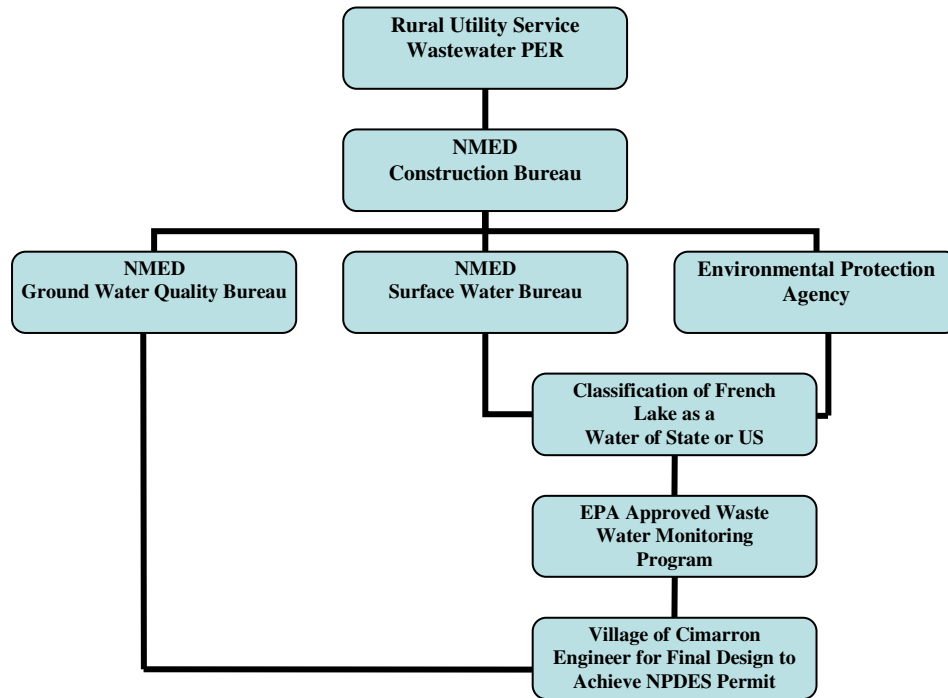 Rural Utility Service
Wastewater PER
NMED
Construction Bureau
NMED
Ground Water Quality Bureau
NMED
Surface Water Bureau
Environmental Protection
Agency
Classification of French
Lake as a
Water of State or US
EPA Approved Waste
Water Monitoring
Program
Village of Cimarron
Engineer for Final Design to
Achieve NPDES Permit